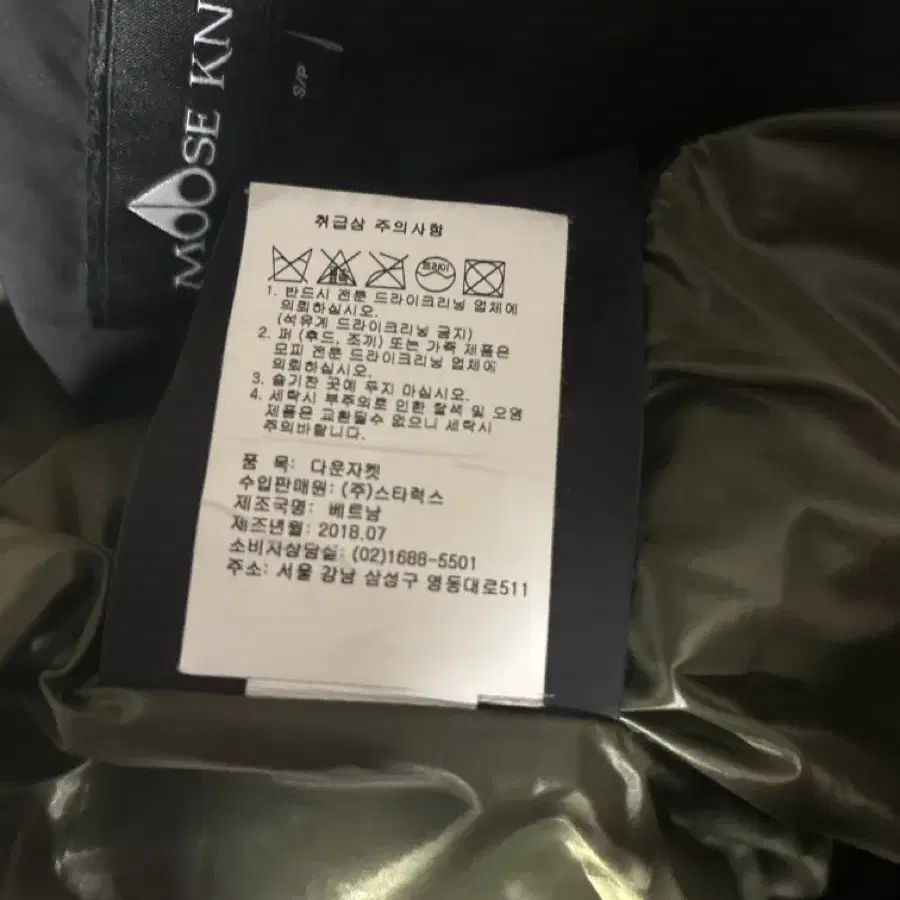 MOOSE KN
S/P
취급상 주의사항
드라이
1. 반드시 전문 드라이크리닝 업체에
의뢰하십시오.
(석유계 드라이크리닝 금지)
2. 퍼 (후드, 조끼) 또는 가죽 제품은
모피 전문 드라이크리닝 업체에
의뢰하십시오.
3. 습기찬 곳에 두지 마십시오.
4. 세탁시 부주의로 인한 탈색 및 오염
제품은 교환될수 없으니 세탁시
주의바랍니다.
품 목: 다운자켓
수입판매원: (주)스타럭스
제조국명: 베트남
제조년월: 2018.07
소비자상담실: (02)1688-5501
주소: 서울 강남 삼성구 영동대로511